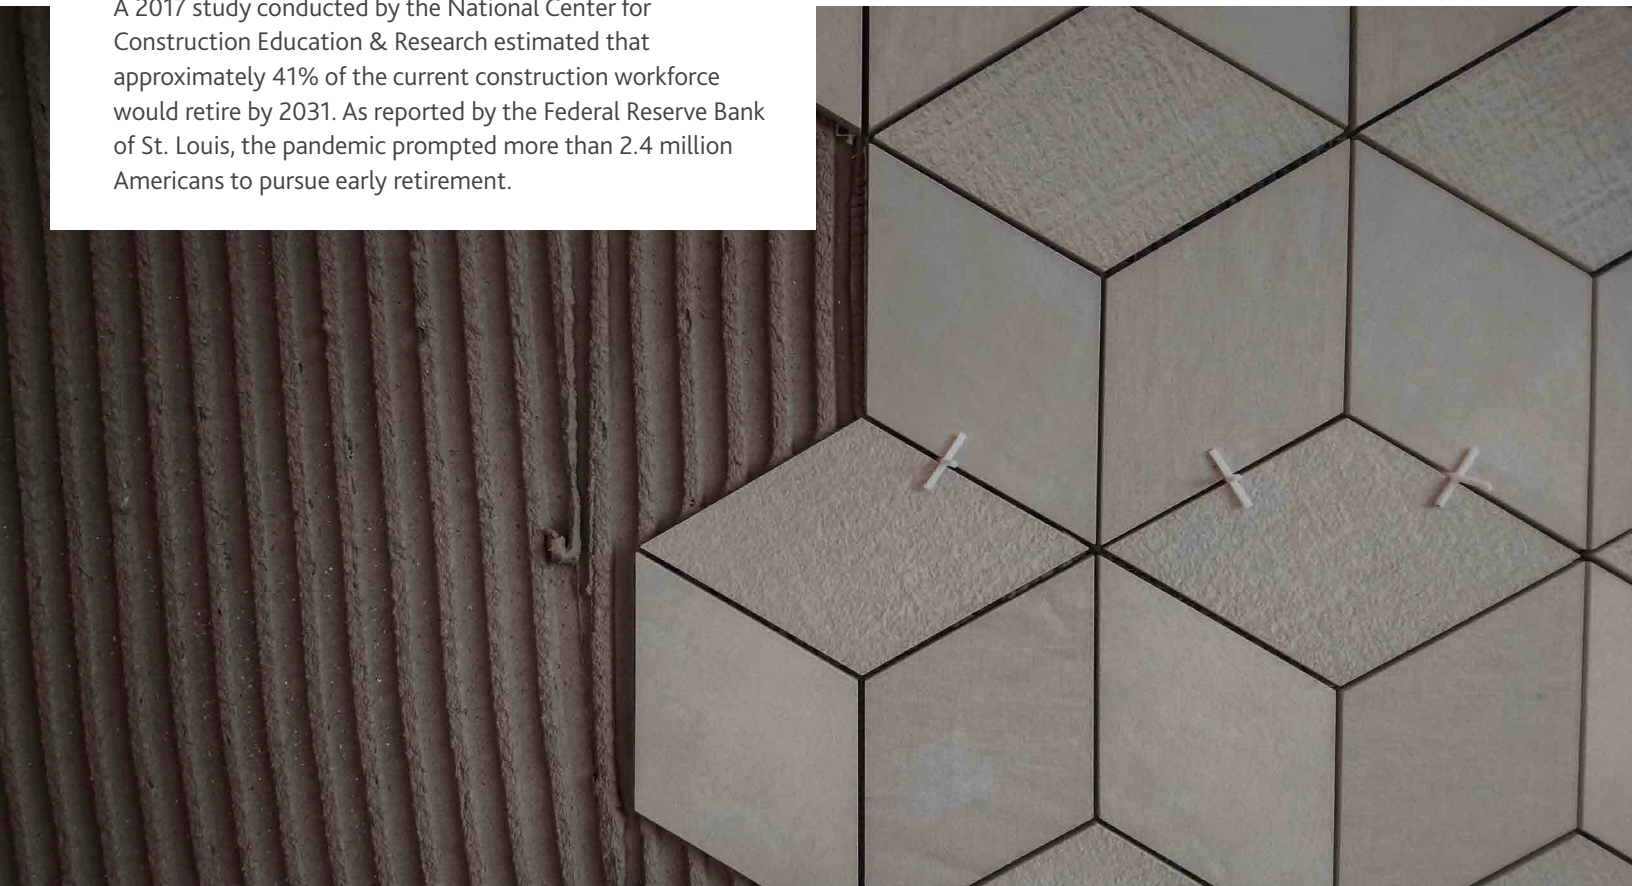 A 2017 study conducted by the National Center for
Construction Education & Research estimated that
approximately 41% of the current construction workforce
would retire by 2031. As reported by the Federal Reserve Bank
of St. Louis, the pandemic prompted more than 2.4 million
Americans to pursue early retirement.